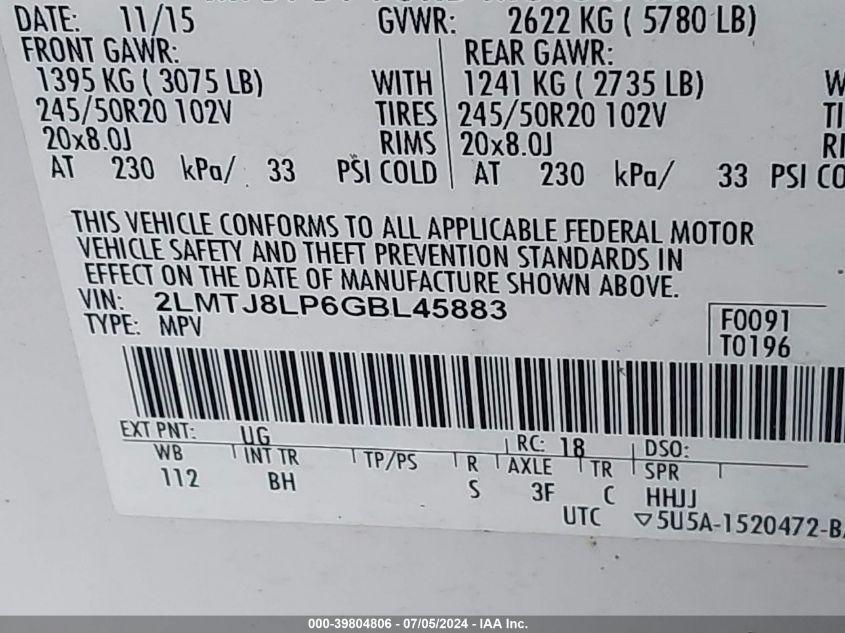 DATE: 11/15 GVWR: 2622 KG ( 5780 LB)
FRONT GAWR: REAR GAWR:
1395 KG ( 3075 LB) WITH 1241 KG ( 2735 LB) W
245/50R20 102V TIRES 245/50R20 102V TI
20x8.0J RIMS 20x8.0J RI
AT 230 kPa/ 33 PSI COLD AT 230 kPa/ 33 PSI CO
THIS VEHICLE CONFORMS TO ALL APPLICABLE FEDERAL MOTOR
VEHICLE SAFETY AND THEFT PREVENTION STANDARDS IN
EFFECT ON THE DATE OF MANUFACTURE SHOWN ABOVE.
VIN: 2LMTJ8LP6GBL45883
TYPE: MPV
F0091
T0196
EXT PNT: UG RC: 18 DSO:
WB INT TR TP/PS R AXLE TR SPR
112 BH S 3F C HHJJ
UTC ▽5U5A-1520472-B
000-39804806 - 07/05/2024 - IAA Inc.